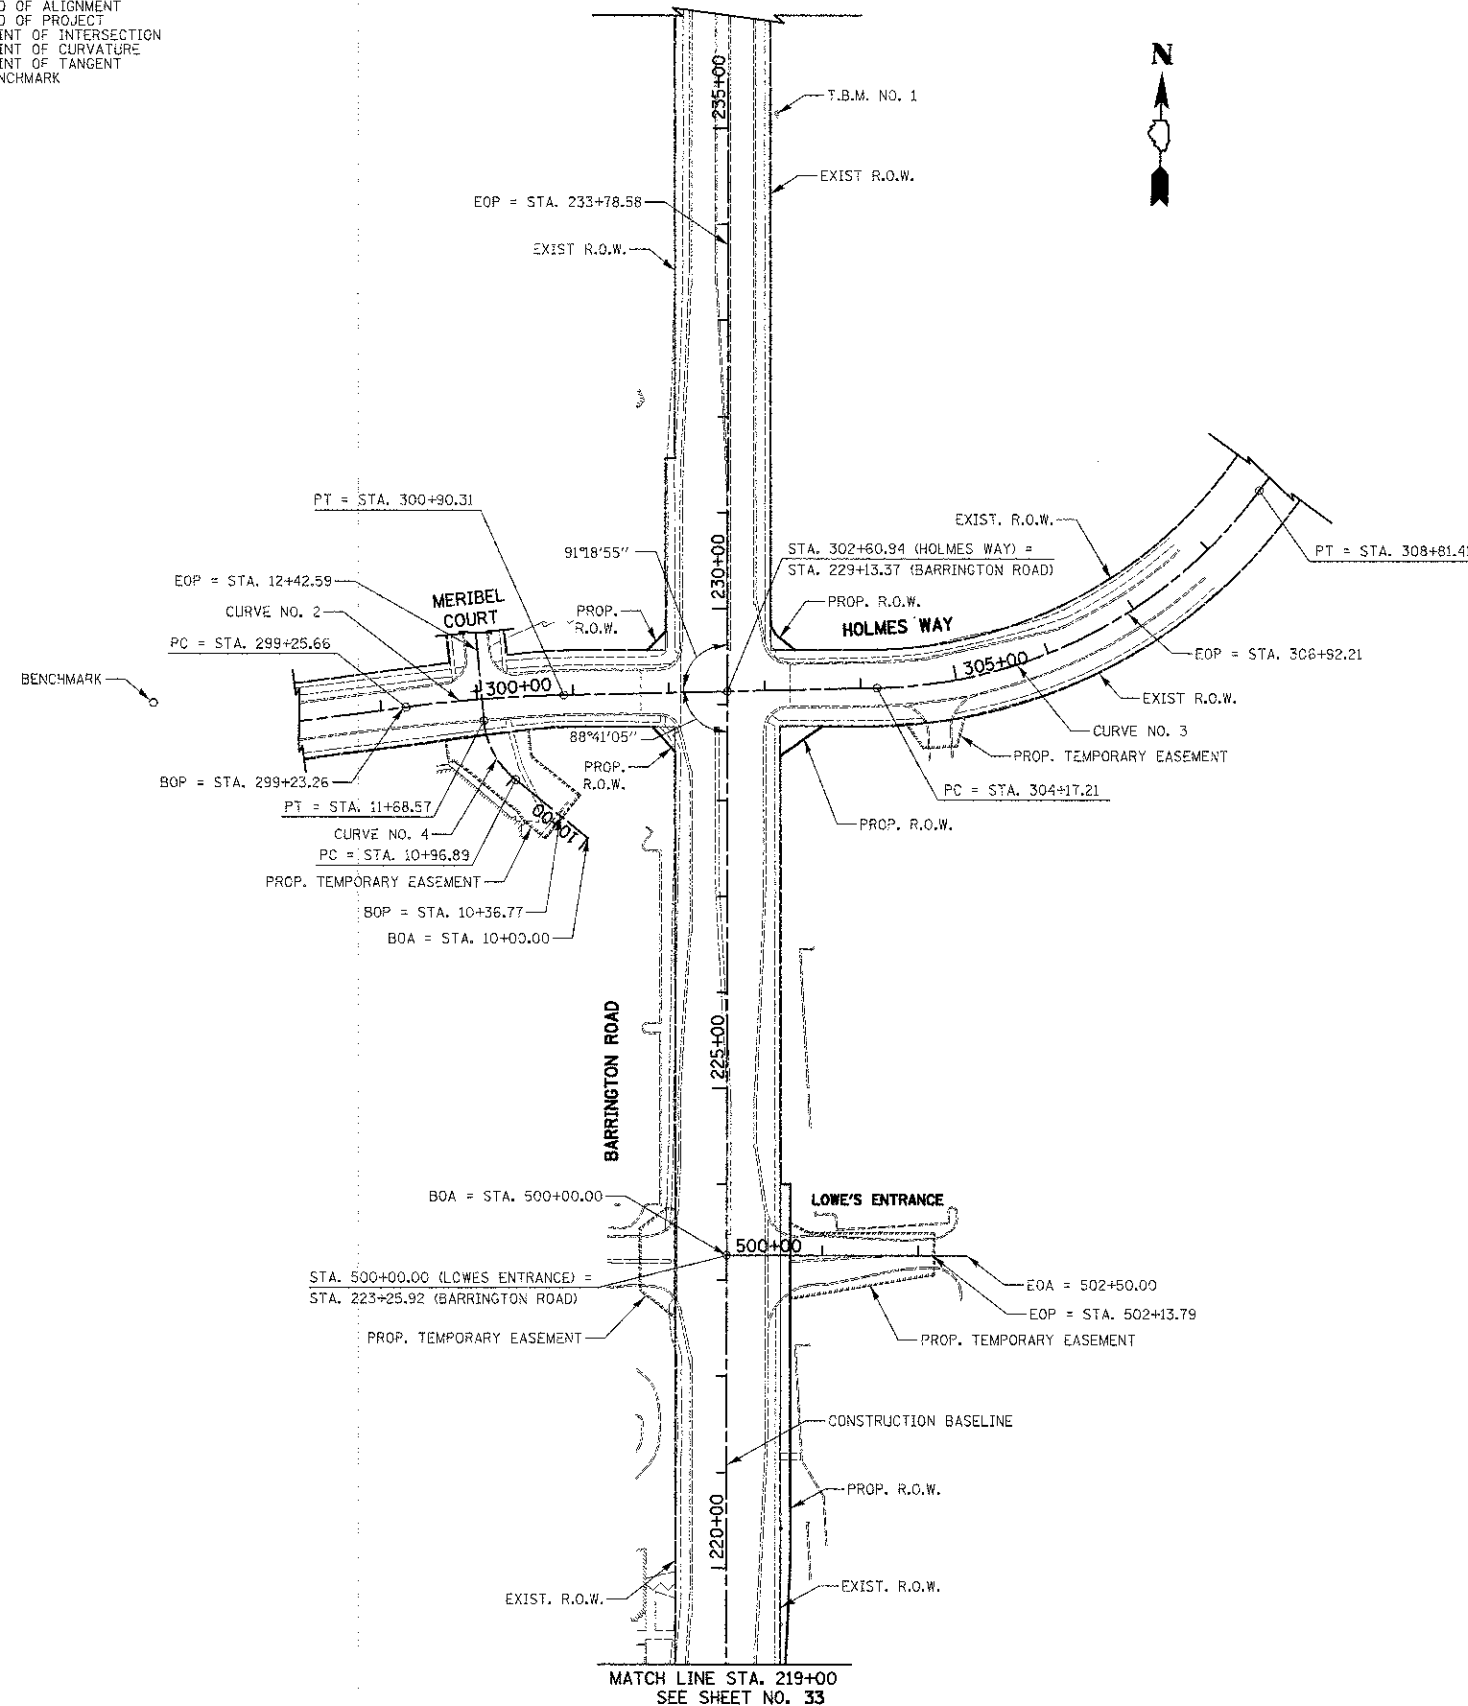 OF ALIGNMENT
OF PROJECT
OF INTERSECTION
OF CURVATURE
OF TANGENT
N
235+00
T.B.M. NO. 1
EXIST R.O.W.
EOP = STA. 233+78.58
EXIST R.O.W.
PT = STA. 300+90.31
EXIST. R.O.W.
91°18'55"
230+00
STA. 302+60.94 (HOLMES WAY) =
STA. 229+13.37 (BARRINGTON ROAD)
PT = STA. 308+81.4
EOP = STA. 12+42.59
MERIBEL
COURT
CURVE NO. 2
PROP.
R.O.W.
PROP. R.O.W.
HOLMES WAY
PC = STA. 299+25.66
305+00
EOP = STA. 306+92.21
BENCHMARK
300+00
EXIST R.O.W.
88°41'05"
CURVE NO. 3
PROP. TEMPORARY EASEMENT
PROP.
R.O.W.
BOP = STA. 299+23.26
PC = STA. 304+17.21
PT = STA. 11+68.57
10+00
CURVE NO. 4
PROP. R.O.W.
PC = STA. 10+96.89
PROP. TEMPORARY EASEMENT
BOP = STA. 10+36.77
BOA = STA. 10+00.00
BARRINGTON ROAD
225+00
BOA = STA. 500+00.00
LOWE'S ENTRANCE
500+00
STA. 500+00.00 (LOWES ENTRANCE) =
STA. 223+25.92 (BARRINGTON ROAD)
EOA = 502+50.00
EOP = STA. 502+13.79
PROP. TEMPORARY EASEMENT
PROP. TEMPORARY EASEMENT
CONSTRUCTION BASELINE
PROP. R.O.W.
220+00
EXIST. R.O.W.
EXIST. R.O.W.
MATCH LINE STA. 219+00
SEE SHEET NO. 33